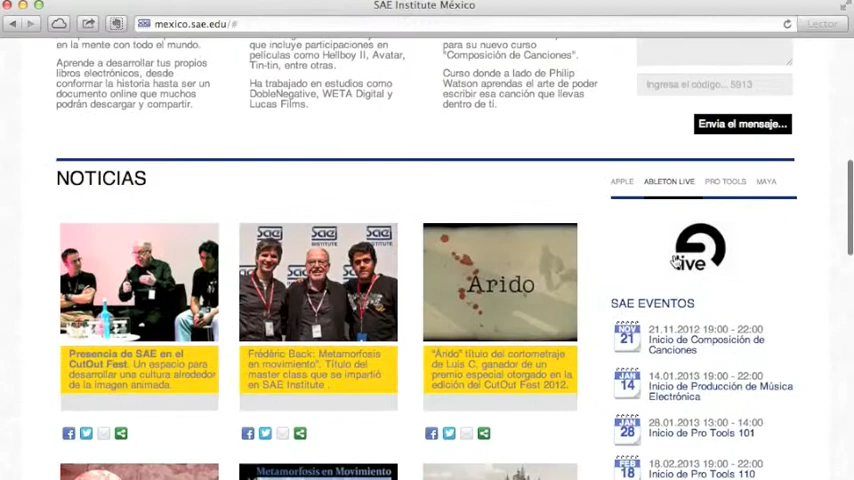 SAE Institute México
mexico.sae.edu/#
Lector
en la mente con todo el mundo.
Aprende a desarrollar tus propios
libros electrónicos, desde
conformar la historia hasta ser un
documento online que muchos
podrán descargar y compartir.
que incluye participaciones en
películas como Hellboy II, Avatar,
Tin-tin, entre otras.
Ha trabajado en estudios como
DobleNegative, WETA Digital y
Lucas Films.
para su nuevo curso
"Composición de Canciones".
Curso donde a lado de Philip
Watson aprendas el arte de poder
escribir esa canción que llevas
dentro de ti.
Ingresa el código... 5913
Envia el mensaje...
NOTICIAS
APPLE ABLETON LIVE PRO TOOLS MAYA
sae
INSTITUTE
sae
Arido
live
Presencia de SAE en el
CutOut Fest. Un espacio para
desarrollar una cultura alrededor
de la imagen animada.
Frédéric Back: Metamorfosis
en movimiento". Título del
master class que se impartió
en SAE Institute .
"Árido" título del cortometraje
de Luis C, ganador de un
premio especial otorgado en la
edición del CutOut Fest 2012.
SAE EVENTOS
NOV
21
21.11.2012 19:00 - 22:00
Inicio de Composición de
Canciones
JAN
14
14.01.2013 19:00 - 22:00
Inicio de Producción de Música
Electrónica
JAN
28
28.01.2013 13:00 - 14:00
Inicio de Pro Tools 101
FEB
18
18.02.2013 19:00 - 22:00
Inicio de Pro Tools 110
Metamorfosis en Movimiento